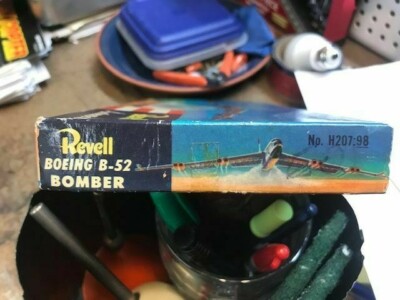 Revell
BOEING B-52
BOMBER
No. H207:98